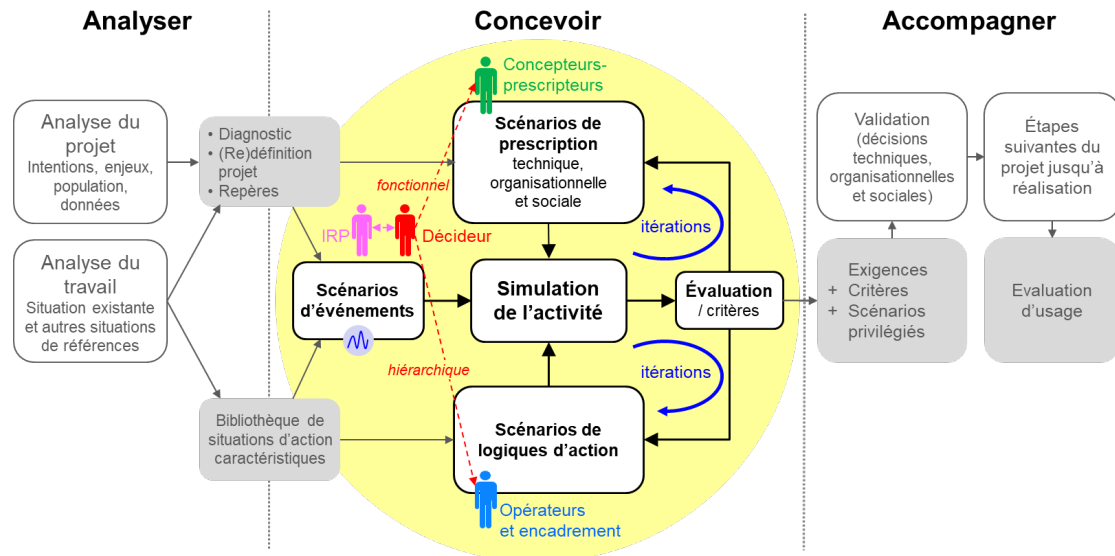 Analyser
Concevoir
Accompagner
Analyse du
projet
Intentions, enjeux,
population,
données
Analyse du
travail
Situation existante
et autres situations
de références
• Diagnostic
• (Re)définition
projet
• Repères
Bibliothèque de
situations d’action
caractéristiques
Concepteurs-
prescripteurs
Scénarios de
prescription
technique,
organisationnelle
et sociale
fonctionnel
IRP
Décideur
itérations
Scénarios
d’événements
Simulation
de l’activité
Évaluation
/ critères
hiérarchique
itérations
Scénarios de
logiques d’action
Opérateurs
et encadrement
Validation
(décisions
techniques,
organisationnelles
et sociales)
Étapes
suivantes du
projet jusqu’à
réalisation
Exigences
+ Critères
+ Scénarios
privilégiés
Evaluation
d’usage